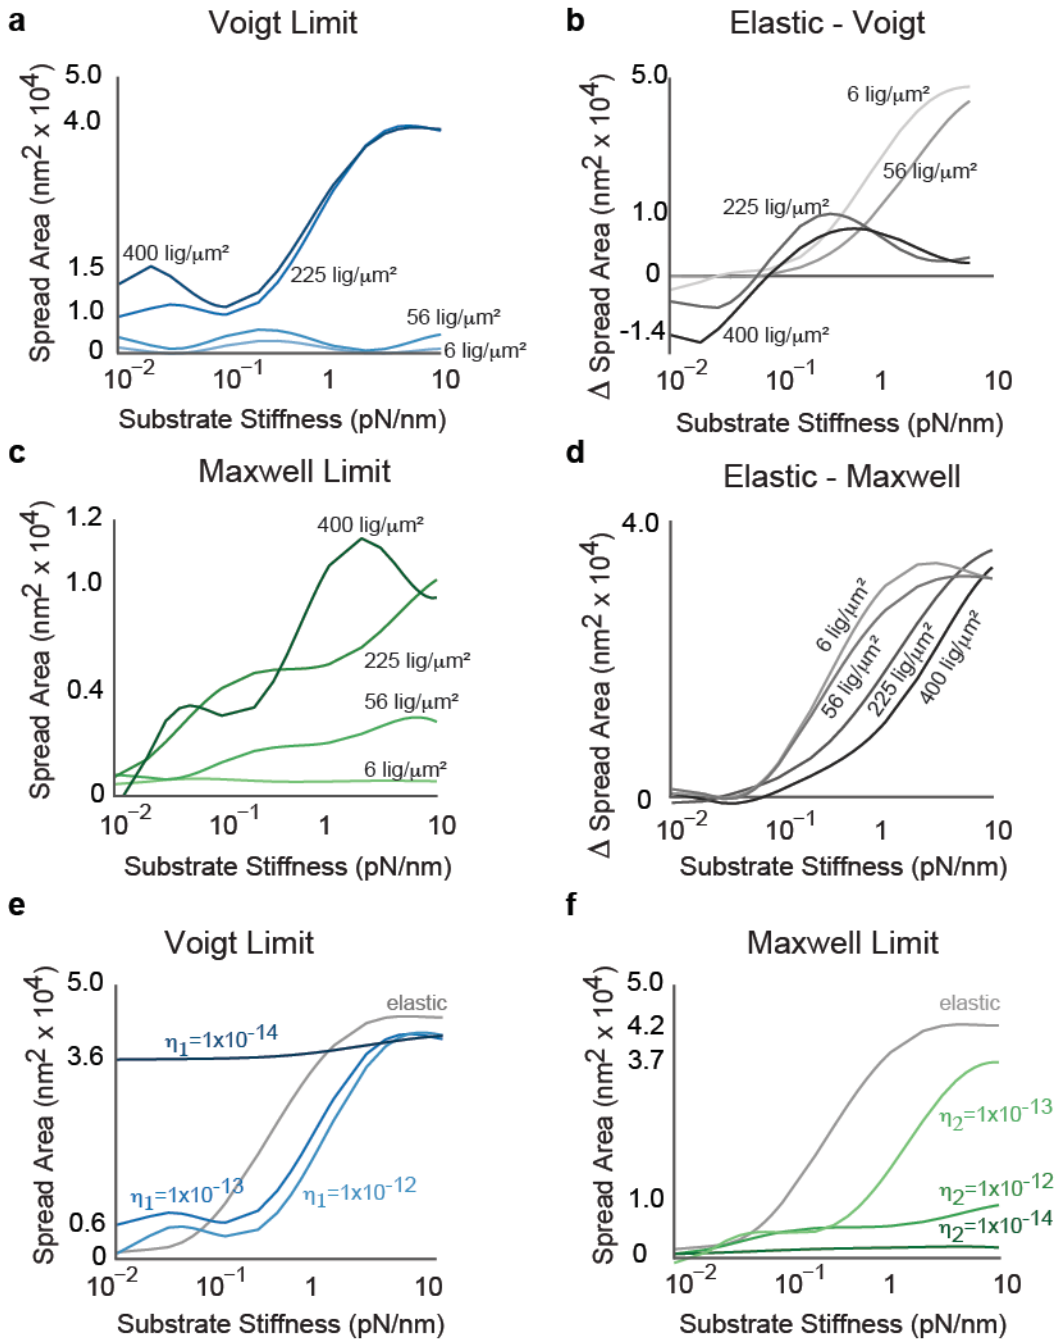 a
Voigt Limit
Spread Area (nm² x 10⁴)
5.0
4.0
1.5
1.0
0
400 lig/μm²
225 lig/μm²
56 lig/μm²
6 lig/μm²
10⁻²
10⁻¹
1
10
Substrate Stiffness (pN/nm)
b
Elastic - Voigt
Δ Spread Area (nm² x 10⁴)
5.0
1.0
0
-1.4
6 lig/μm²
56 lig/μm²
225 lig/μm²
400 lig/μm²
10⁻²
10⁻¹
1
10
Substrate Stiffness (pN/nm)
c
Maxwell Limit
Spread Area (nm² x 10⁴)
1.2
1.0
0.4
0
400 lig/μm²
225 lig/μm²
56 lig/μm²
6 lig/μm²
10⁻²
10⁻¹
1
10
Substrate Stiffness (pN/nm)
d
Elastic - Maxwell
Δ Spread Area (nm² x 10⁴)
4.0
0
6 lig/μm²
56 lig/μm²
225 lig/μm²
400 lig/μm²
10⁻²
10⁻¹
1
10
Substrate Stiffness (pN/nm)
e
Voigt Limit
Spread Area (nm² x 10⁴)
5.0
3.6
0.6
0
elastic
η₁=1x10⁻¹⁴
η₁=1x10⁻¹³
η₁=1x10⁻¹²
10⁻²
10⁻¹
1
10
Substrate Stiffness (pN/nm)
f
Maxwell Limit
Spread Area (nm² x 10⁴)
5.0
4.2
3.7
1.0
0
elastic
η₂=1x10⁻¹³
η₂=1x10⁻¹²
η₂=1x10⁻¹⁴
10⁻²
10⁻¹
1
10
Substrate Stiffness (pN/nm)